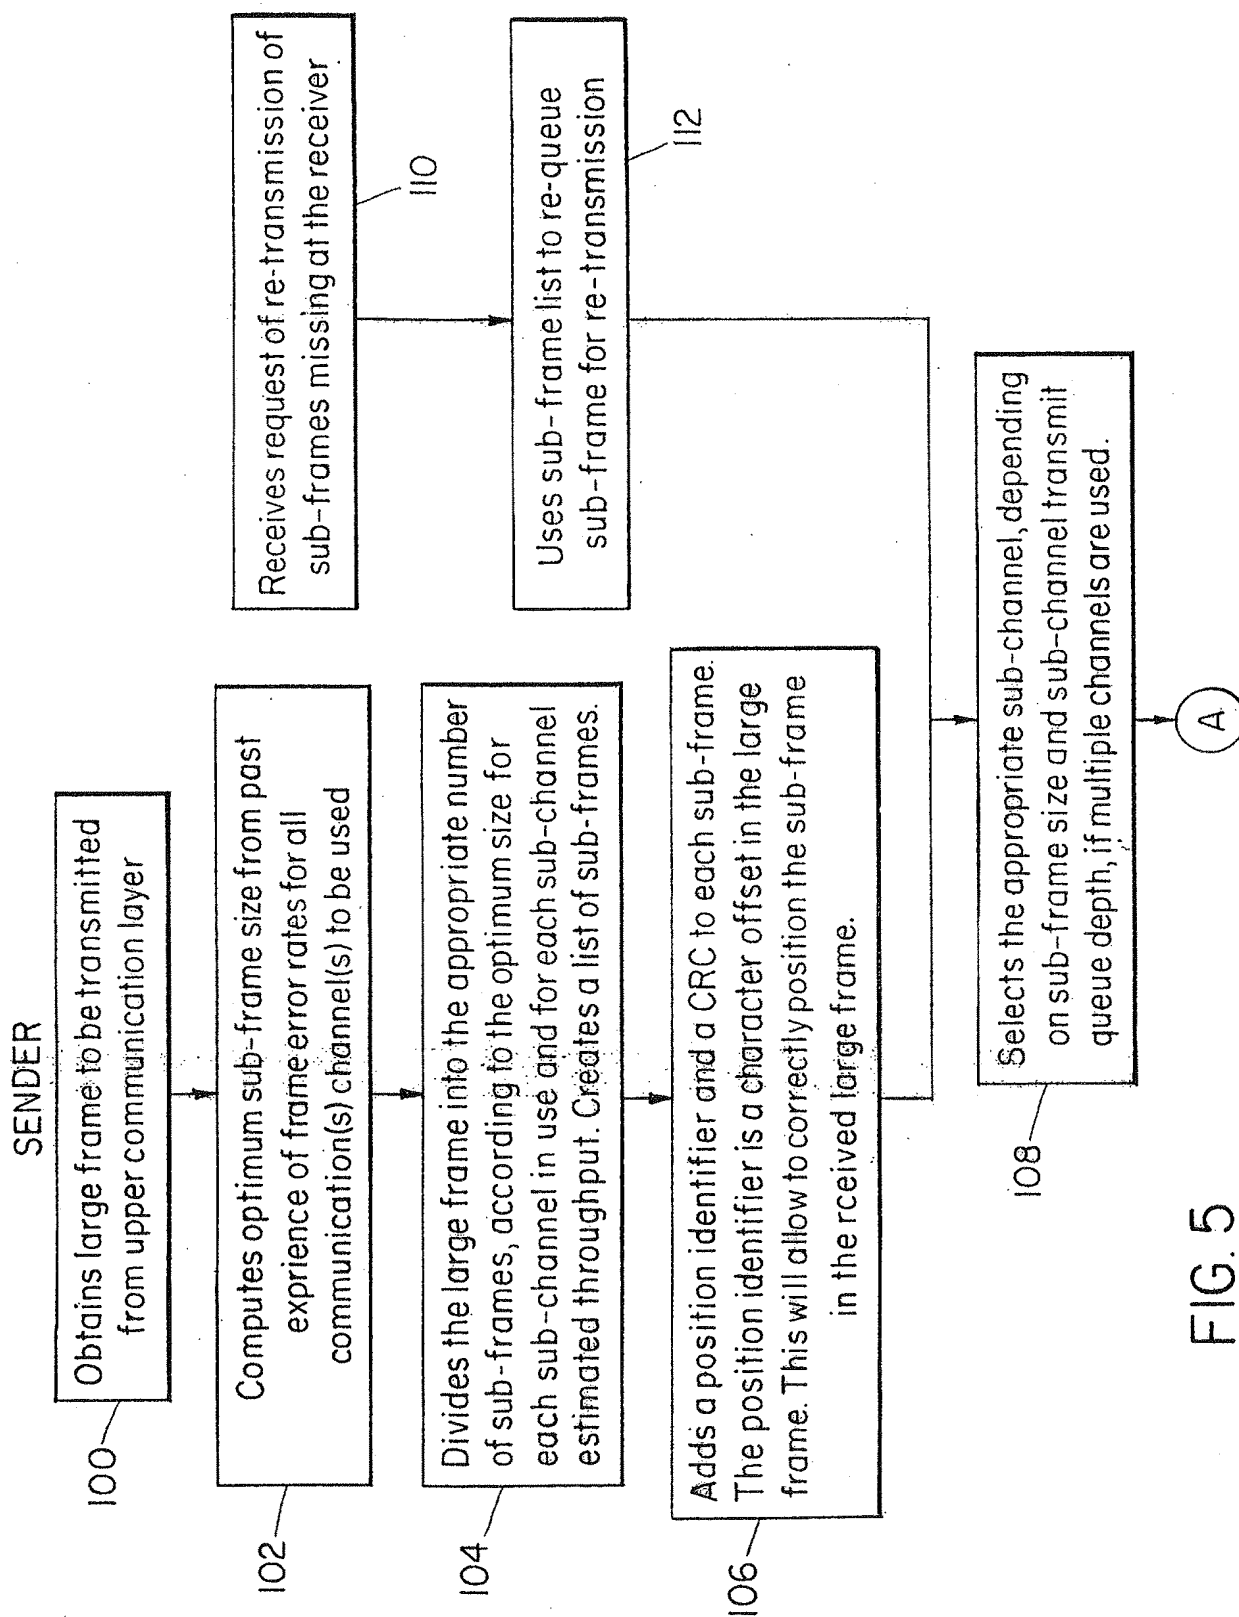 SENDER
Obtains large frame to be transmitted
from upper communication layer
100
Computes optimum sub-frame size from past
exprience of frame error rates for all
communication(s) channel(s) to be used
102
Divides the large frame into the appropriate number
of sub-frames, according to the optimum size for
each sub-channel in use and for each sub-channel
estimated throughput. Creates a list of sub-frames.
104
Adds a position identifier and a CRC to each sub-frame.
The position identifier is a character offset in the large
frame. This will allow to correctly position the sub-frame
in the rceived large frame.
106
Receives request of re-transmission of
sub-frames missing at the receiver
110
Uses sub-frame list to re-queue
sub-frame for re-transmission
112
Selects the appropriate sub-channel, depending
on sub-frame size and sub-channel transmit
queue depth, if multiple channels are used.
108
A
FIG. 5